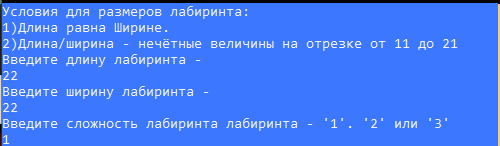 Условия для размеров лабиринта:
1)Длина равна Ширине.
2)Длина/ширина - нечётные величины на отрезке от 11 до 21
Введите длину лабиринта -
22
Введите ширину лабиринта -
22
Введите сложность лабиринта лабиринта - '1'. '2' или '3'
1